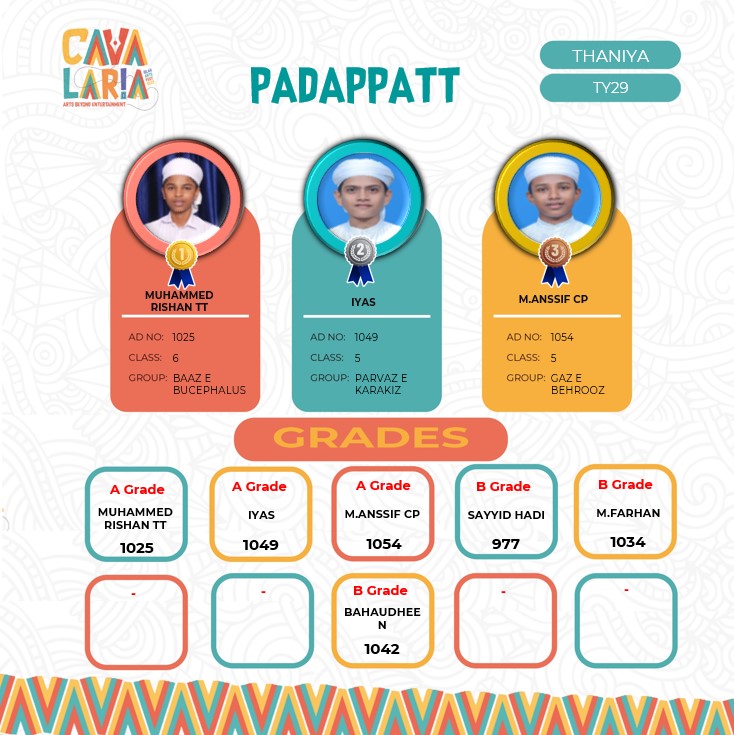 CAVA
LARIA
ARTS BEYOND ENTERTAINMENT
PADAPPATT
THANIYA
TY29
1
MUHAMMED
RISHAN TT
AD NO: 1025
CLASS: 6
GROUP: BAAZ E
BUCEPHALUS
2
IYAS
AD NO: 1049
CLASS: 5
GROUP: PARVAZ E
KARAKIZ
3
M.ANSSIF CP
AD NO: 1054
CLASS: 5
GROUP: GAZ E
BEHROOZ
GRADES
A Grade
MUHAMMED
RISHAN TT
1025
A Grade
IYAS
1049
A Grade
M.ANSSIF CP
1054
B Grade
SAYYID HADI
977
B Grade
M.FARHAN
1034
-
-
B Grade
BAHAUDHEE
N
1042
-
-